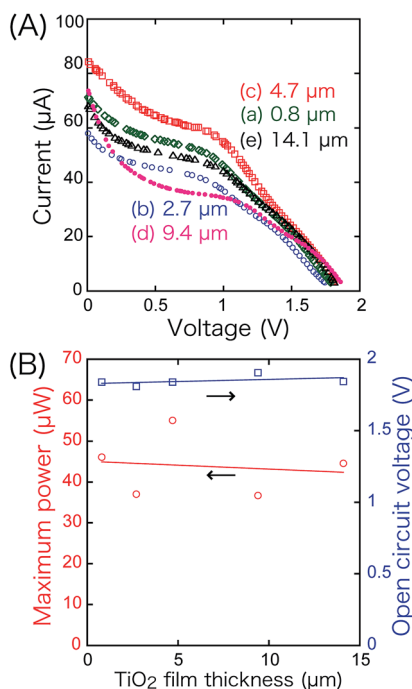 (A)
100
80
60
40
20
0
Current (μA)
(c) 4.7 μm
(a) 0.8 μm
(e) 14.1 μm
(b) 2.7 μm
(d) 9.4 μm
0 0.5 1 1.5 2
Voltage (V)
(B)
70
60
50
40
30
20
10
0
Maximum power (μW)
2
1.5
1
0.5
0
Open circuit voltage (V)
0 5 10 15
TiO2 film thickness (μm)